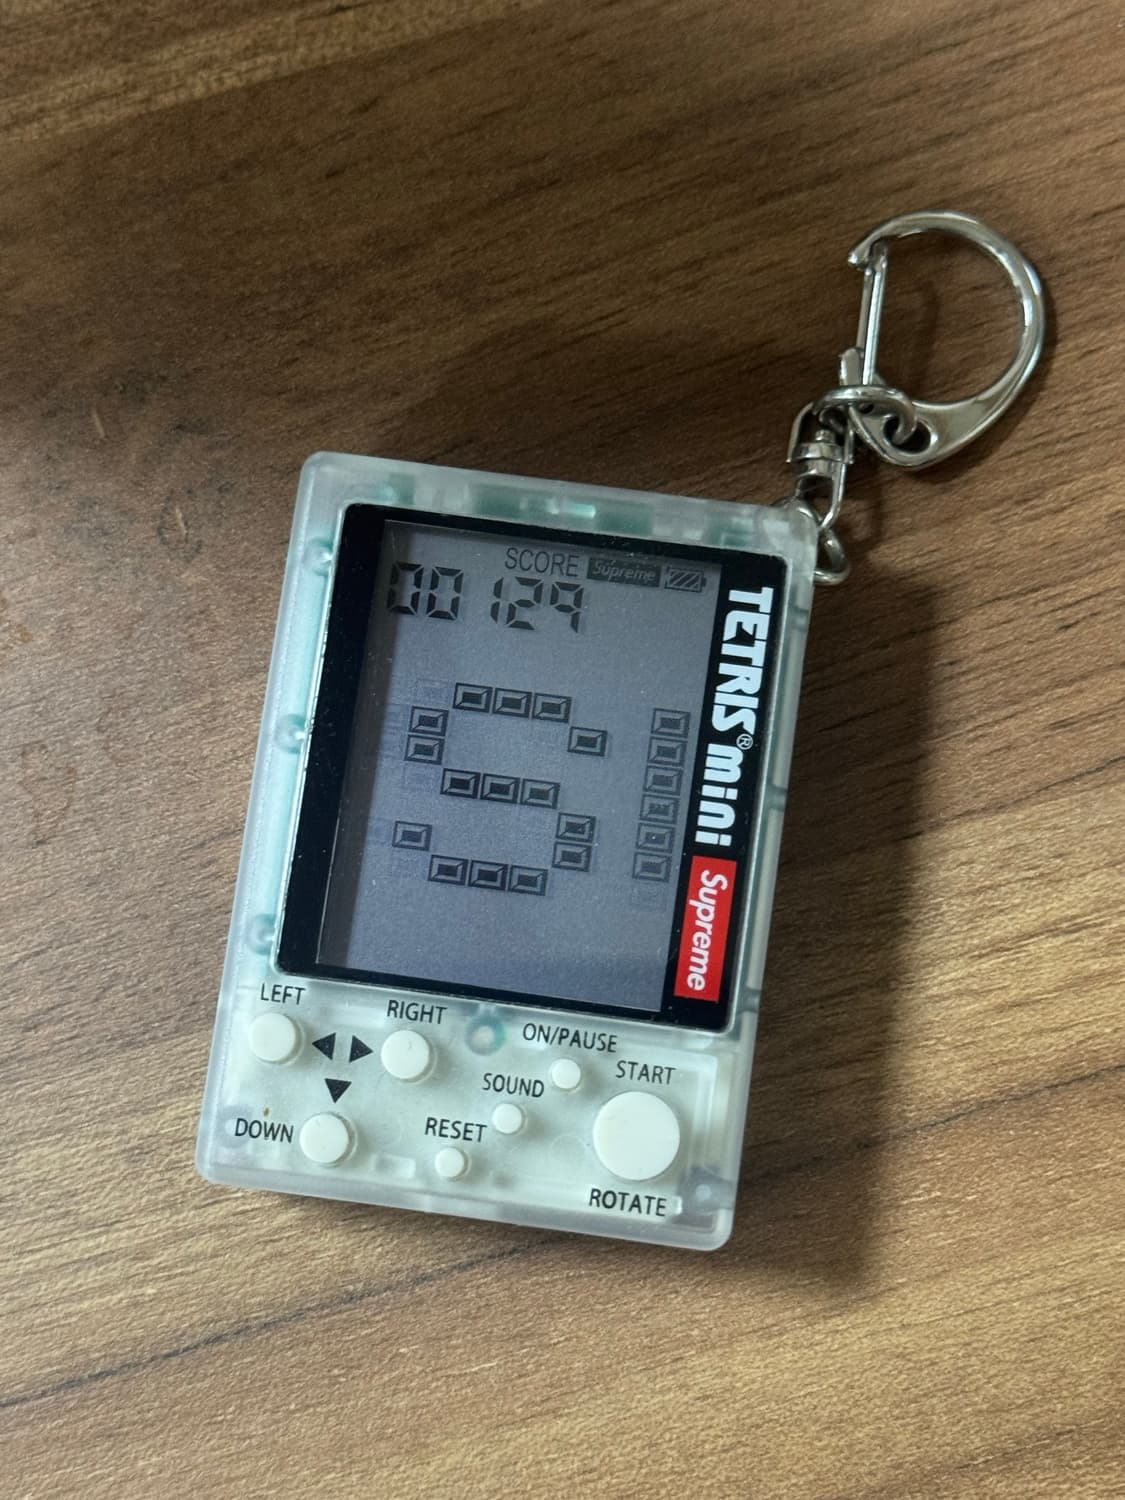 SCORE Supreme
00129
TETRIS® mini
Supreme
LEFT
RIGHT
ON/PAUSE
START
SOUND
DOWN
RESET
ROTATE